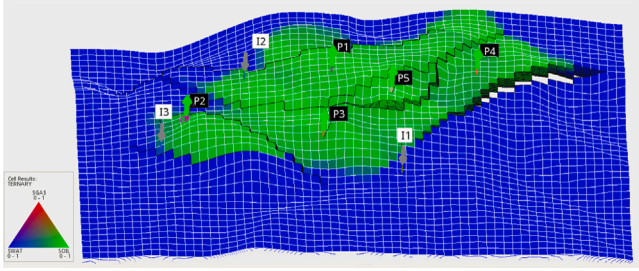 I2
P1
P4
P5
P2
I3
P3
I1
Cell Results:
TERNARY
SGAS
0 - 1
SWAT SOIL
0 - 1 0 - 1